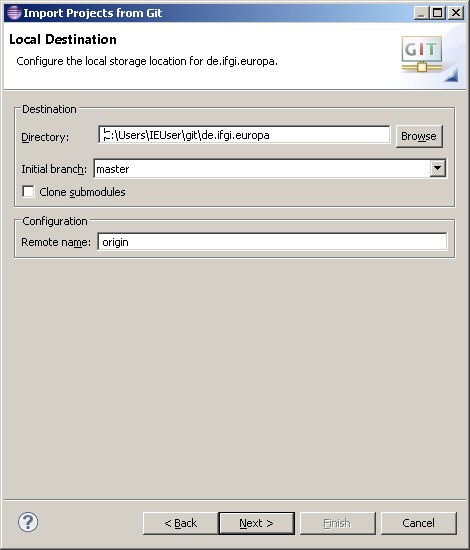 Import Projects from Git
Local Destination
Configure the local storage location for de.ifgi.europa.
GIT
Destination
Directory: C:\Users\IEUser\git\de.ifgi.europa Browse
Initial branch: master
Clone submodules
Configuration
Remote name: origin
? < Back Next > Finish Cancel